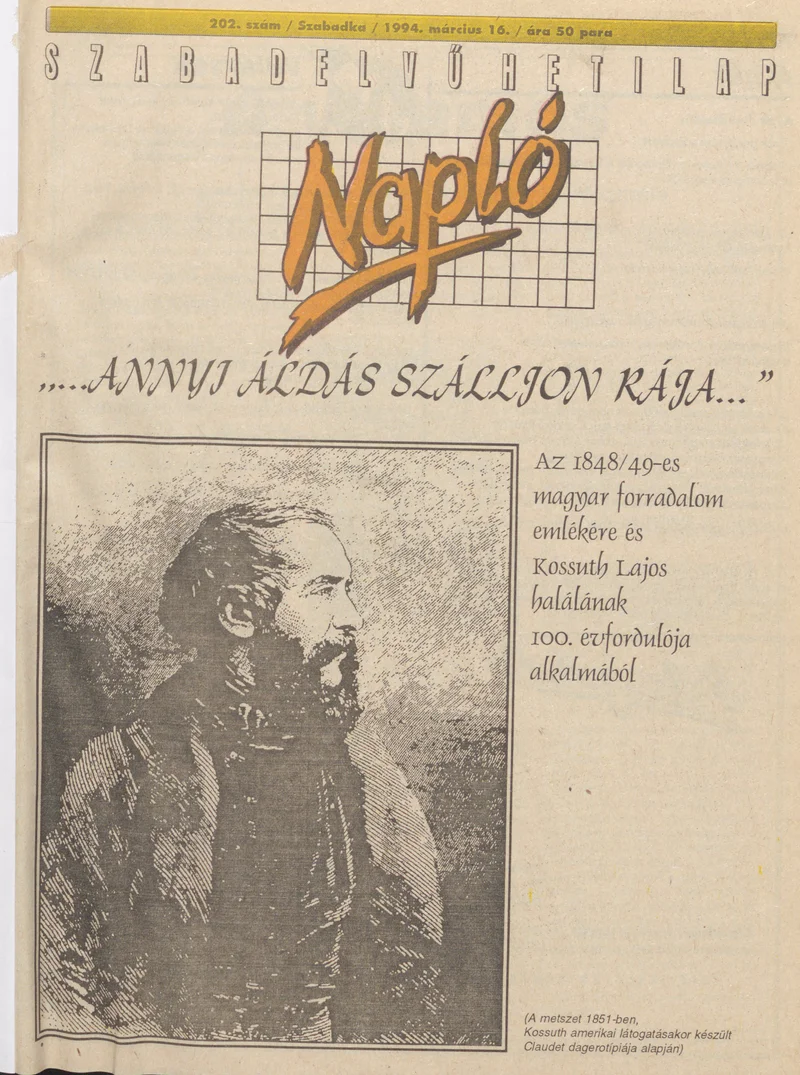 202. szám / Szabadka / 1994. március 16. / ára 50 para
SZABADELVŰ HETILAP
Napló
„....ANNYI ÁLDÁS SZÁLLJON RÁJA...”
Az 1848/49-es
magyar forradalom
emlékére és
Kossuth Lajos
halálának
100. évfordulója
alkalmából
(A metszet 1851-ben,
Kossuth amerikai látogatásakor készült
Claudet dagerotípiája alapján)